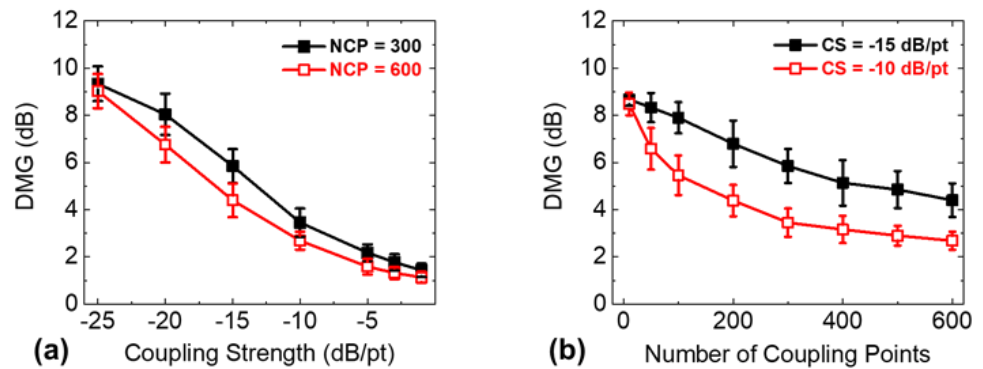 12
10
8
6
4
2
0
DMG (dB)
NCP = 300
NCP = 600
-25 -20 -15 -10 -5
(a) Coupling Strength (dB/pt)
12
10
8
6
4
2
0
DMG (dB)
CS = -15 dB/pt
CS = -10 dB/pt
0 200 400 600
(b) Number of Coupling Points